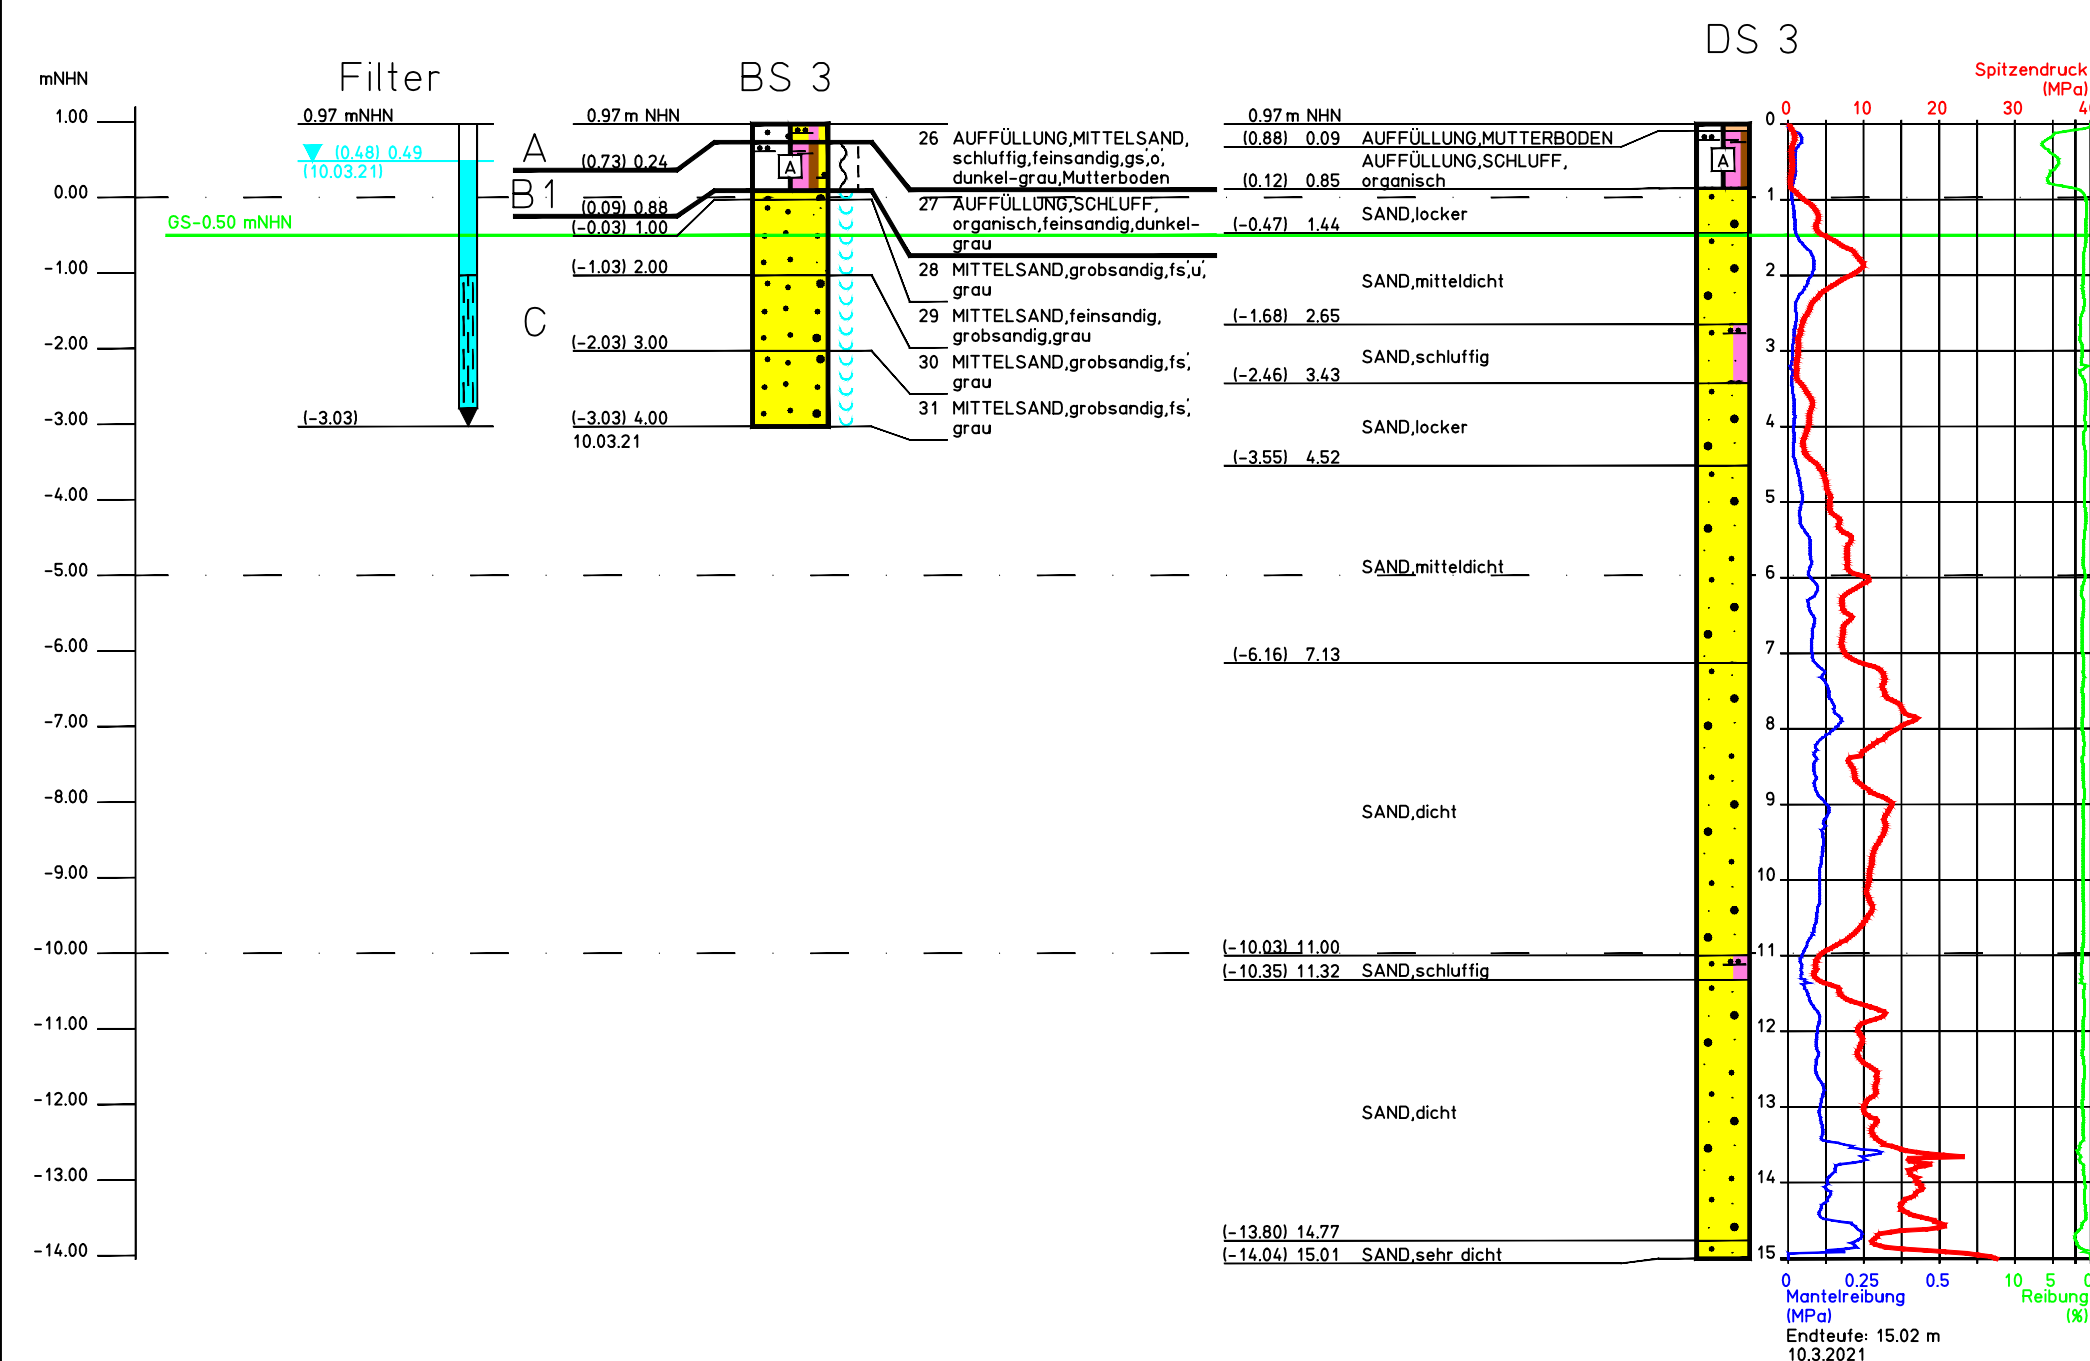 DS 3
Filter
BS 3
mNHN
Spitzendruck
(MPa)
0 10 20 30 4
1.00
0.00
-1.00
-2.00
-3.00
-4.00
-5.00
-6.00
-7.00
-8.00
-9.00
-10.00
-11.00
-12.00
-13.00
-14.00
GS-0.50 mNHN
0.97 mNHN
(0.48) 0.49
(10.03.21)
(-3.03)
A
B1
C
0.97 m NHN
(0.73) 0.24
(0.09) 0.88
(-0.03) 1.00
(-1.03) 2.00
(-2.03) 3.00
(-3.03) 4.00
10.03.21
A
26 AUFFÜLLUNG,MITTELSAND,
schluffig,feinsandig,gs',o',
dunkel-grau,Mutterboden
27 AUFFÜLLUNG,SCHLUFF,
organisch,feinsandig,dunkel-
grau
28 MITTELSAND,grobsandig,fs',u',
grau
29 MITTELSAND,feinsandig,
grobsandig,grau
30 MITTELSAND,grobsandig,fs',
grau
31 MITTELSAND,grobsandig,fs',
grau
0.97 m NHN
(0.88) 0.09 AUFFÜLLUNG,MUTTERBODEN
AUFFÜLLUNG,SCHLUFF,
organisch
(0.12) 0.85
SAND,locker
(-0.47) 1.44
SAND,mitteldicht
(-1.68) 2.65
SAND,schluffig
(-2.46) 3.43
SAND,locker
(-3.55) 4.52
SAND,mitteldicht
(-6.16) 7.13
SAND,dicht
(-10.03) 11.00
(-10.35) 11.32 SAND,schluffig
SAND,dicht
(-13.80) 14.77
(-14.04) 15.01 SAND,sehr dicht
A
0
1
2
3
4
5
6
7
8
9
10
11
12
13
14
15
0 0.25 0.5 10 5 0
Mantelreibung
(MPa)
Reibung
(%)
Endteufe: 15.02 m
10.3.2021